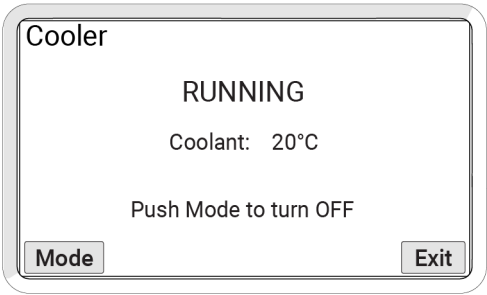 Cooler
RUNNING
Coolant: 20°C
Push Mode to turn OFF
Mode Exit